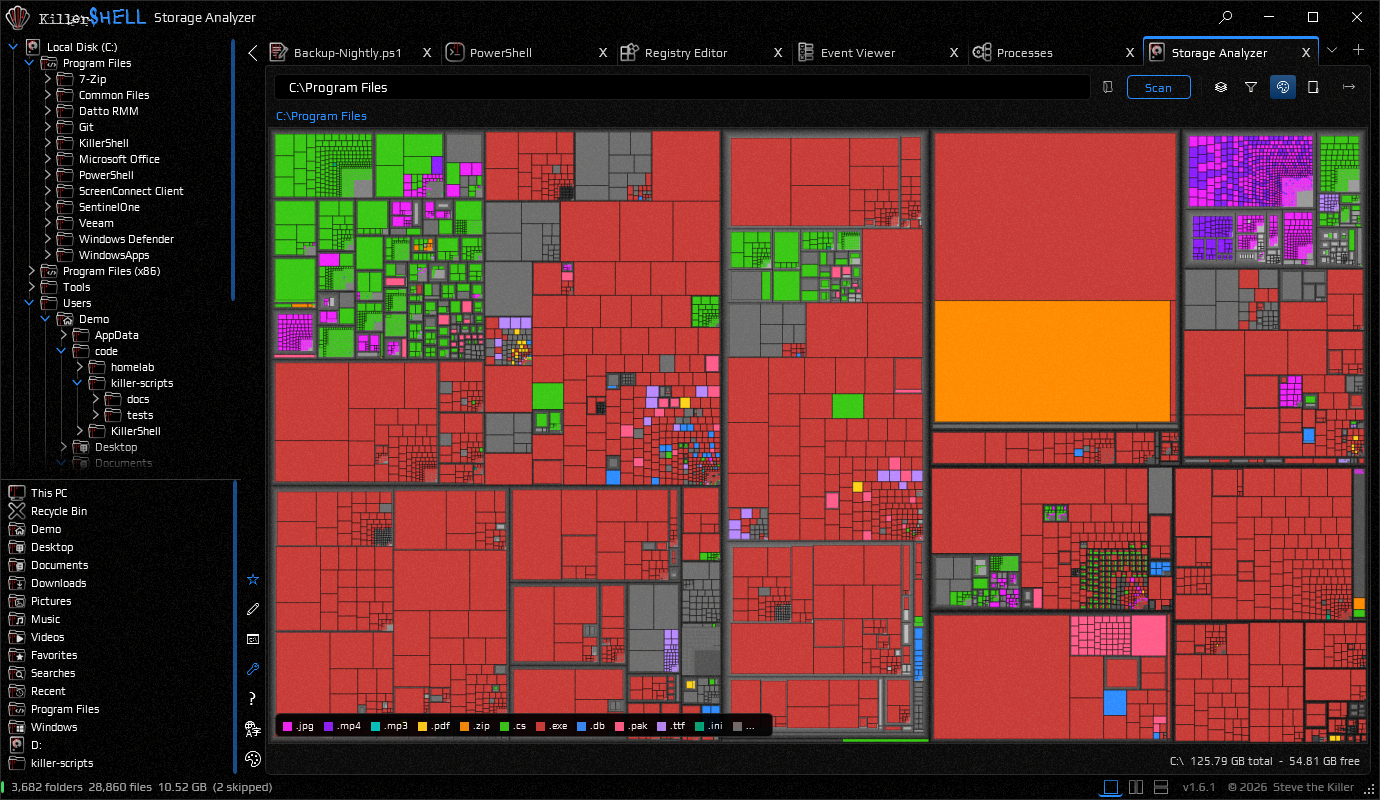 KillerSHELL Storage Analyzer
Local Disk (C:)
Program Files
7-Zip
Common Files
Datto RMM
Git
KillerShell
Microsoft Office
PowerShell
ScreenConnect Client
SentinelOne
Veeam
Windows Defender
WindowsApps
Program Files (x86)
Tools
Users
Demo
AppData
code
homelab
killer-scripts
docs
tests
KillerShell
Desktop
Documents
This PC
Recycle Bin
Demo
Desktop
Documents
Downloads
Pictures
Music
Videos
Favorites
Searches
Recent
Program Files
Windows
D:
killer-scripts
Backup-Nightly.ps1 X PowerShell X Registry Editor X Event Viewer X Processes X Storage Analyzer X
C:\Program Files Scan
C:\Program Files
.jpg .mp4 .mp3 .pdf .zip .cs .exe .db .pak .ttf .ini ...
C:\ 125.79 GB total - 54.81 GB free
3,682 folders 28,860 files 10.52 GB (2 skipped) v1.6.1 © 2026 Steve the Killer